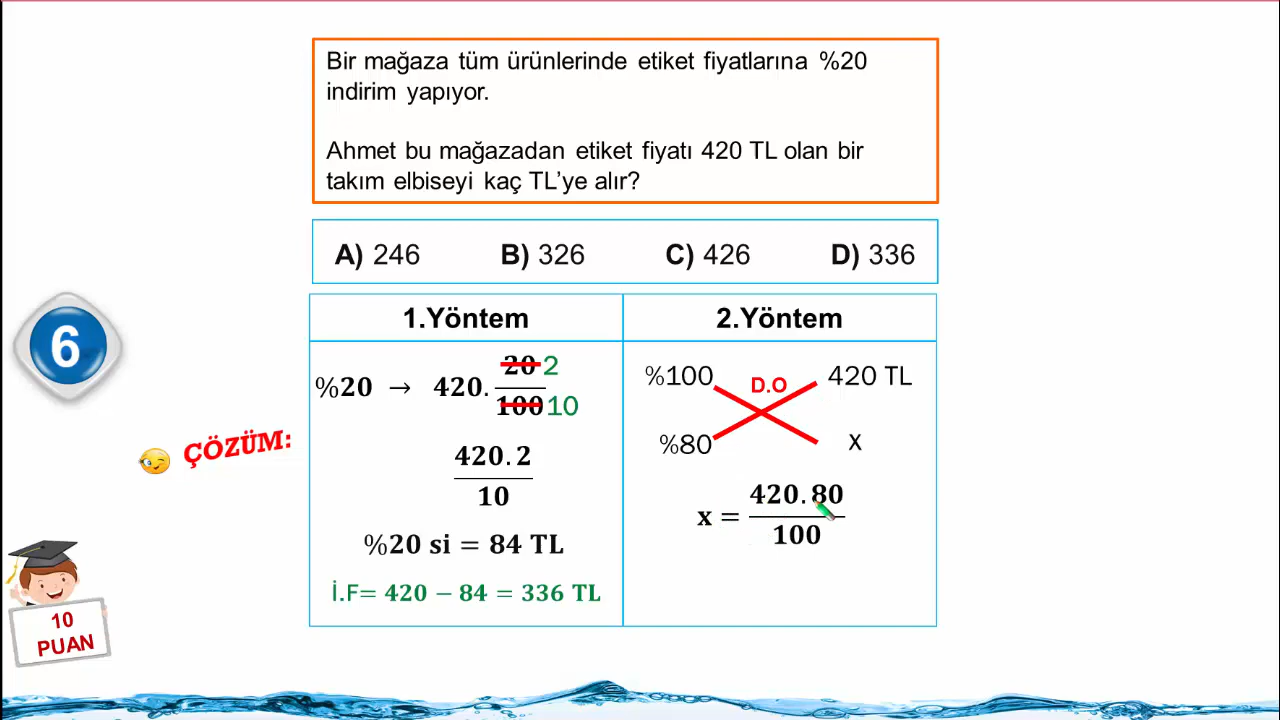 Bir mağaza tüm ürünlerinde etiket fiyatlarına %20
indirim yapıyor.
Ahmet bu mağazadan etiket fiyatı 420 TL olan bir
takım elbiseyi kaç TL'ye alır?
A) 246 B) 326 C) 426 D) 336
6
ÇÖZÜM:
10
PUAN
1.Yöntem
%20 → 420. 20/100 2 10
420.2/10
%20 si = 84 TL
İ.F= 420 − 84 = 336 TL
2.Yöntem
%100 D.O 420 TL
%80 X
x = 420.80/100